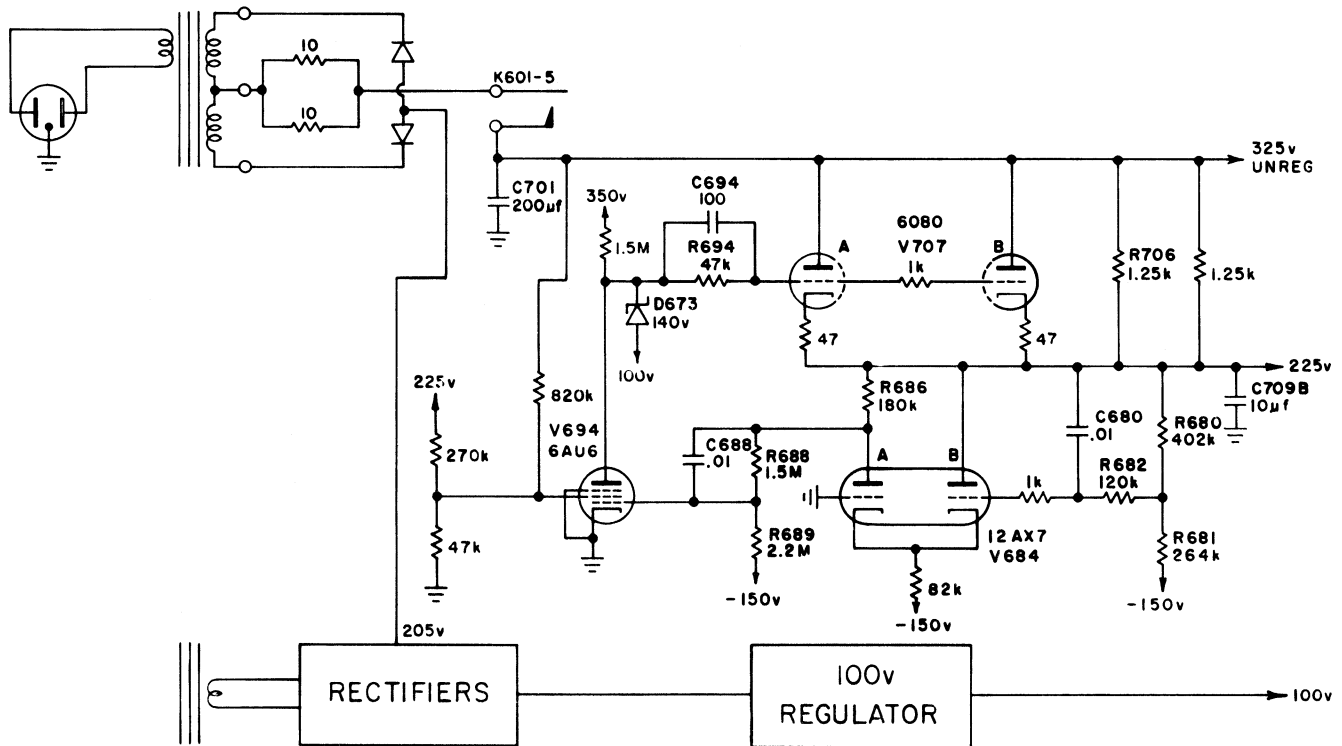 10
10
K601-5
325v
UNREG
C701
200µf
350v
1.5M
C694
100
R694
47k
A
6080
V707
1k
B
R706
1.25k
1.25k
D673
140v
100v
47
47
225v
225v
820k
R686
180k
C680
.01
R680
402k
C709B
10µf
V694
6AU6
C688
.01
R688
1.5M
A
B
R682
120k
1k
270k
47k
R689
2.2M
-150v
12AX7
V684
82k
-150v
R681
264k
-150v
205v
RECTIFIERS
100v
REGULATOR
100v